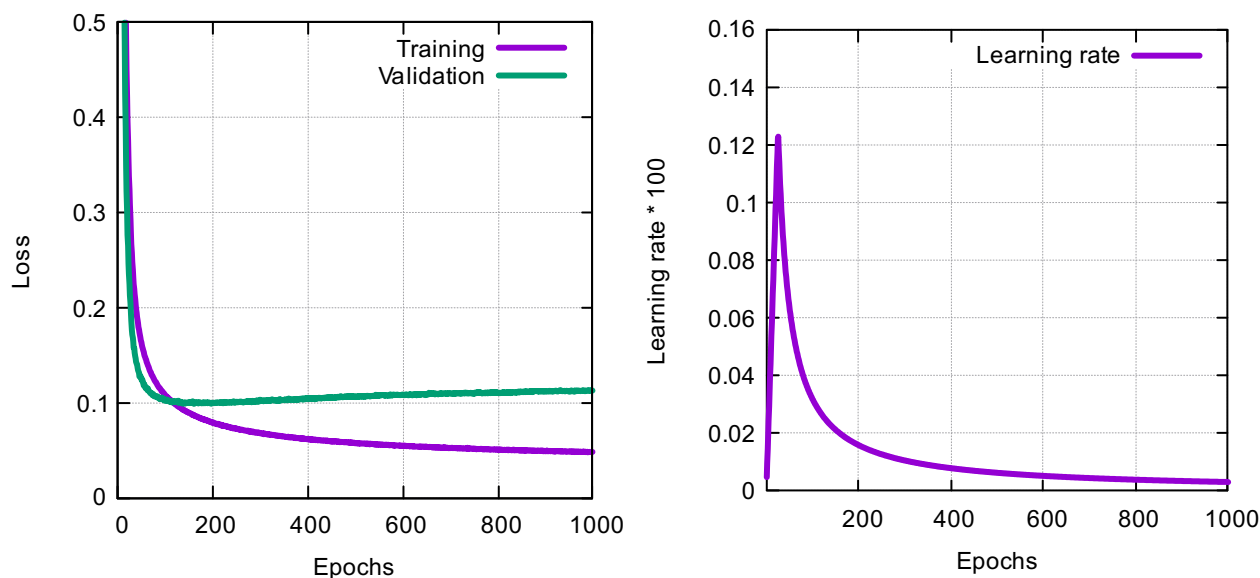 0.5
0.4
0.3
0.2
0.1
0
0 200 400 600 800 1000
Loss
Epochs
Training
Validation
0.16
0.14
0.12
0.1
0.08
0.06
0.04
0.02
0
200 400 600 800 1000
Learning rate * 100
Epochs
Learning rate